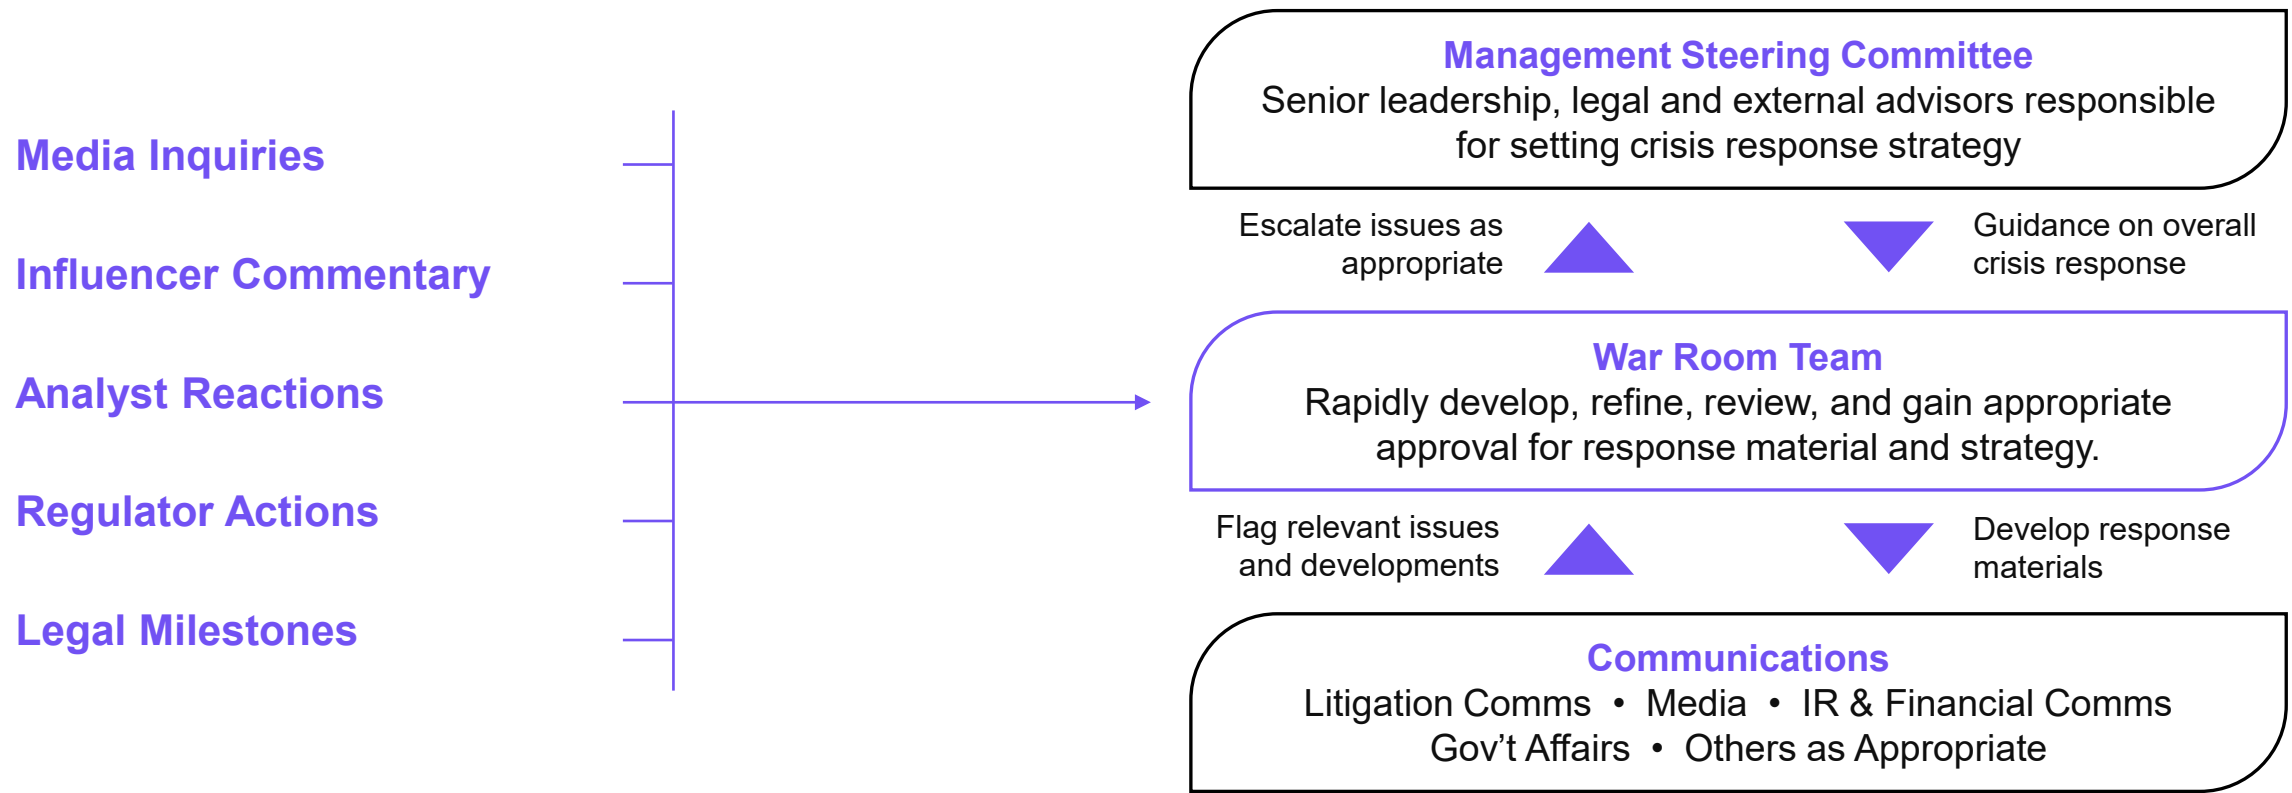 Media Inquiries
Influencer Commentary
Analyst Reactions
Regulator Actions
Legal Milestones
Management Steering Committee
Senior leadership, legal and external advisors responsible
for setting crisis response strategy
Escalate issues as
appropriate
Guidance on overall
crisis response
War Room Team
Rapidly develop, refine, review, and gain appropriate
approval for response material and strategy.
Flag relevant issues
and developments
Develop response
materials
Communications
Litigation Comms • Media • IR & Financial Comms
Gov’t Affairs • Others as Appropriate